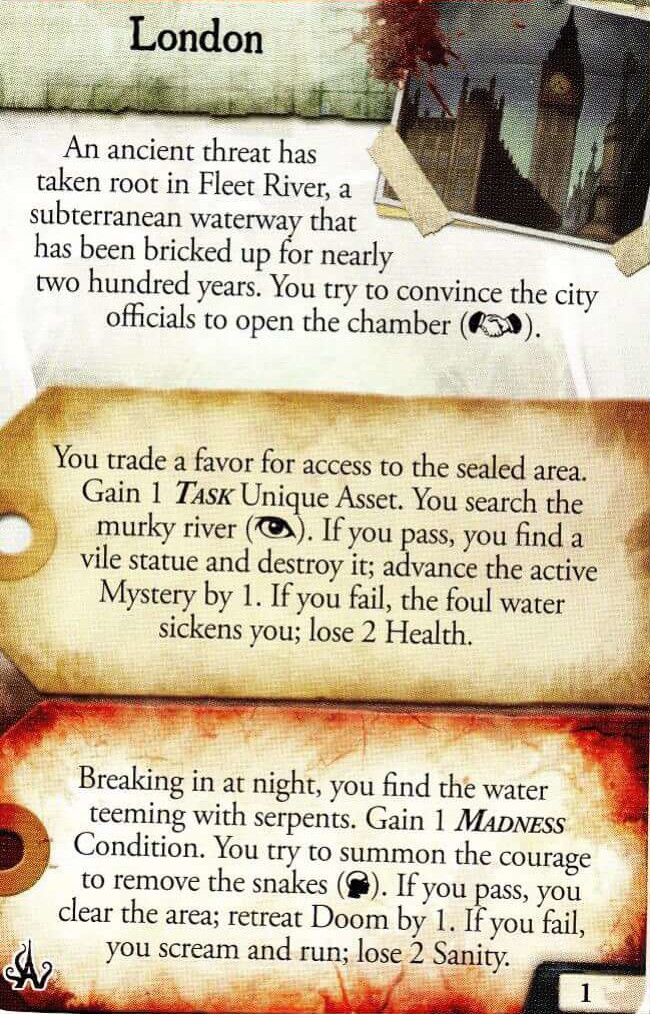 London
An ancient threat has
taken root in Fleet River, a
subterranean waterway that
has been bricked up for nearly
two hundred years. You try to convince the city
officials to open the chamber ( ).
You trade a favor for access to the sealed area.
Gain 1 TASK Unique Asset. You search the
murky river ( ). If you pass, you find a
vile statue and destroy it; advance the active
Mystery by 1. If you fail, the foul water
sickens you; lose 2 Health.
Breaking in at night, you find the water
teeming with serpents. Gain 1 MADNESS
Condition. You try to summon the courage
to remove the snakes ( ). If you pass, you
clear the area; retreat Doom by 1. If you fail,
you scream and run; lose 2 Sanity.
1